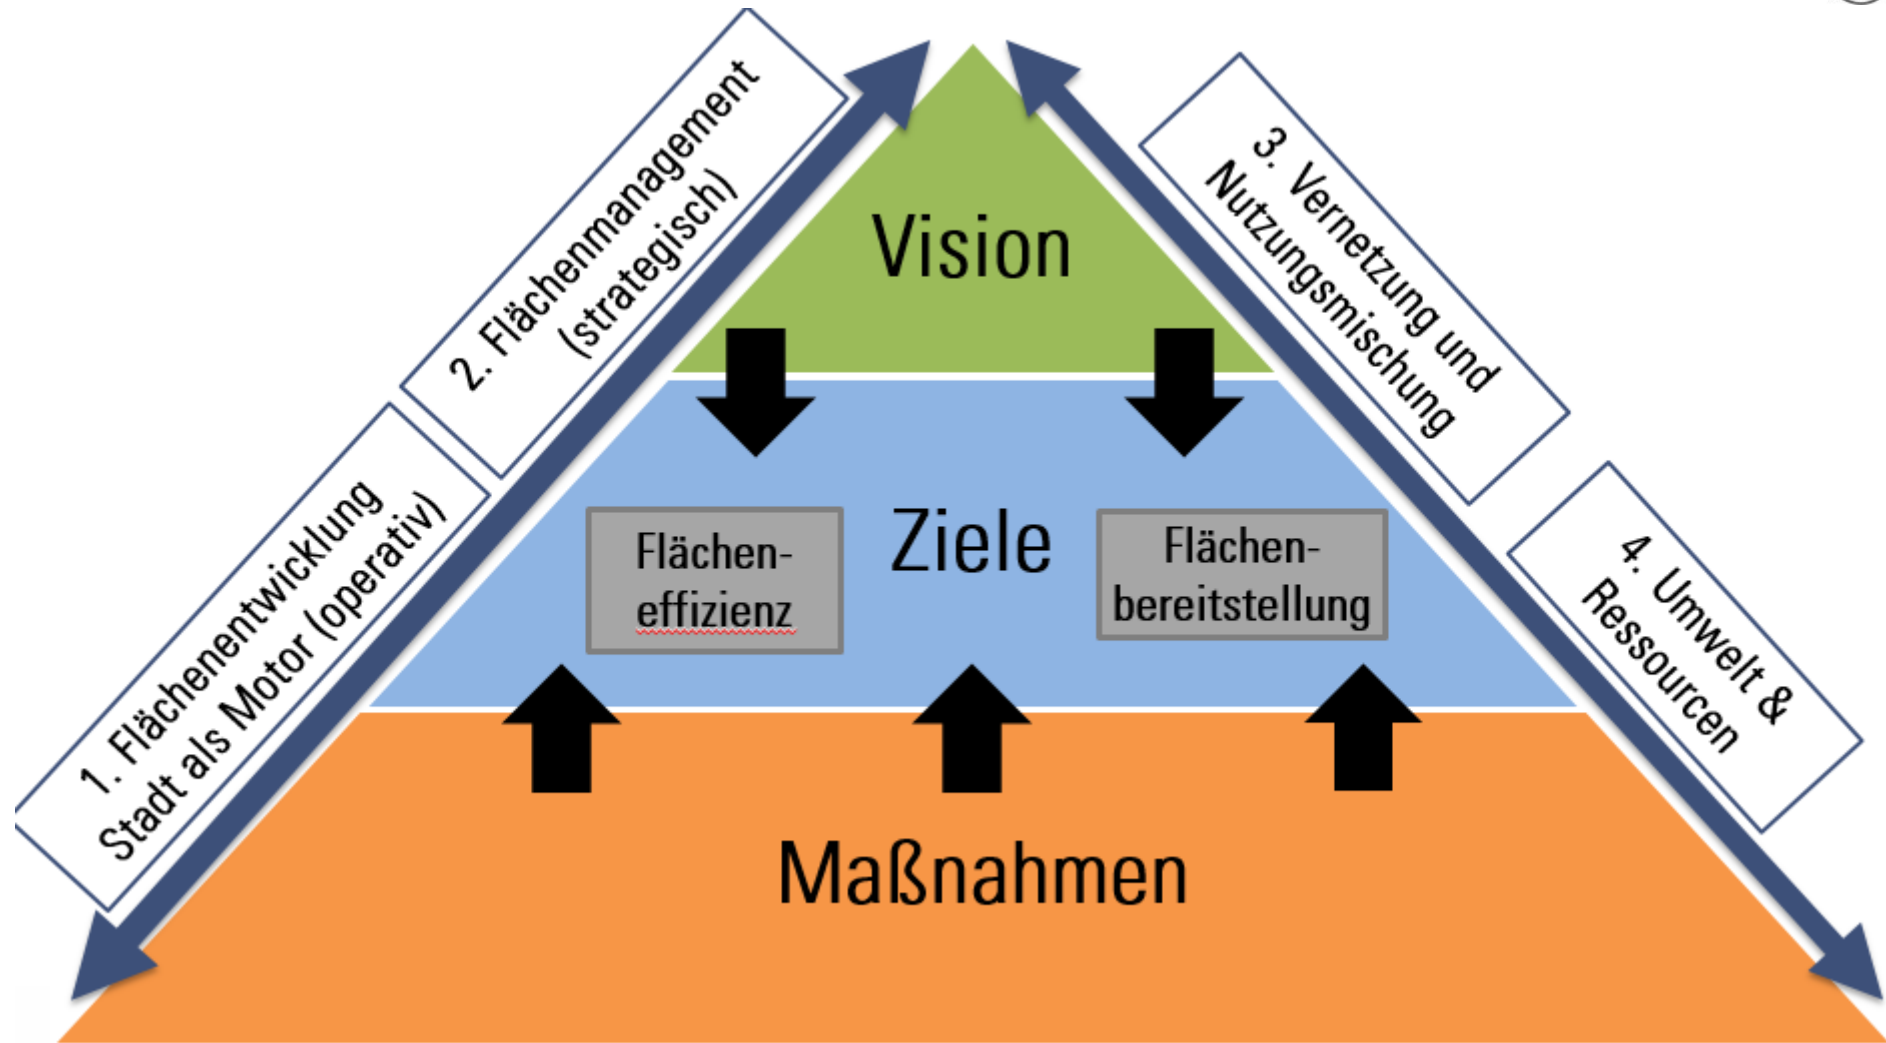 1. Flächenentwicklung
Stadt als Motor (operativ)
2. Flächenmanagement
(strategisch)
3. Vernetzung und
Nutzungsmischung
4. Umwelt &
Ressourcen
Vision
Ziele
Flächen-
effizienz
Flächen-
bereitstellung
Maßnahmen